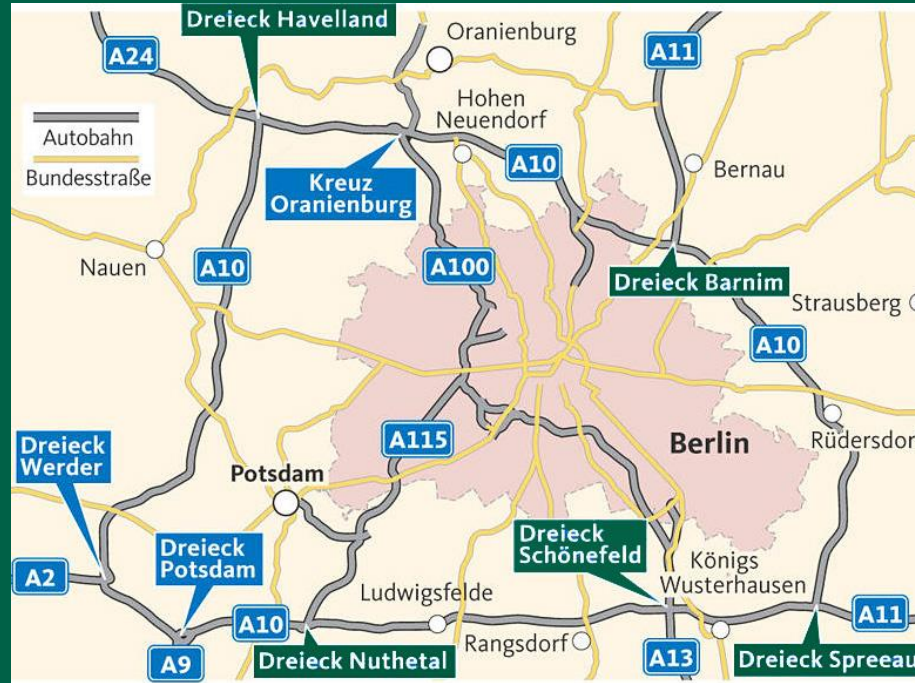 Dreieck Havelland
Oranienburg
A24
A11
Hohen
Neuendorf
Autobahn
Bundesstraße
A10
Bernau
Kreuz
Oranienburg
Nauen
A10
A100
Dreieck Barnim
Strausberg
A10
Dreieck
Werder
A115
Berlin
Rüdersdorf
Potsdam
Dreieck
Potsdam
Dreieck
Schönefeld
Königs
Wusterhausen
A2
Ludwigsfelde
A10
A11
Rangsdorf
A9
Dreieck Nuthetal
A13
Dreieck Spreeau